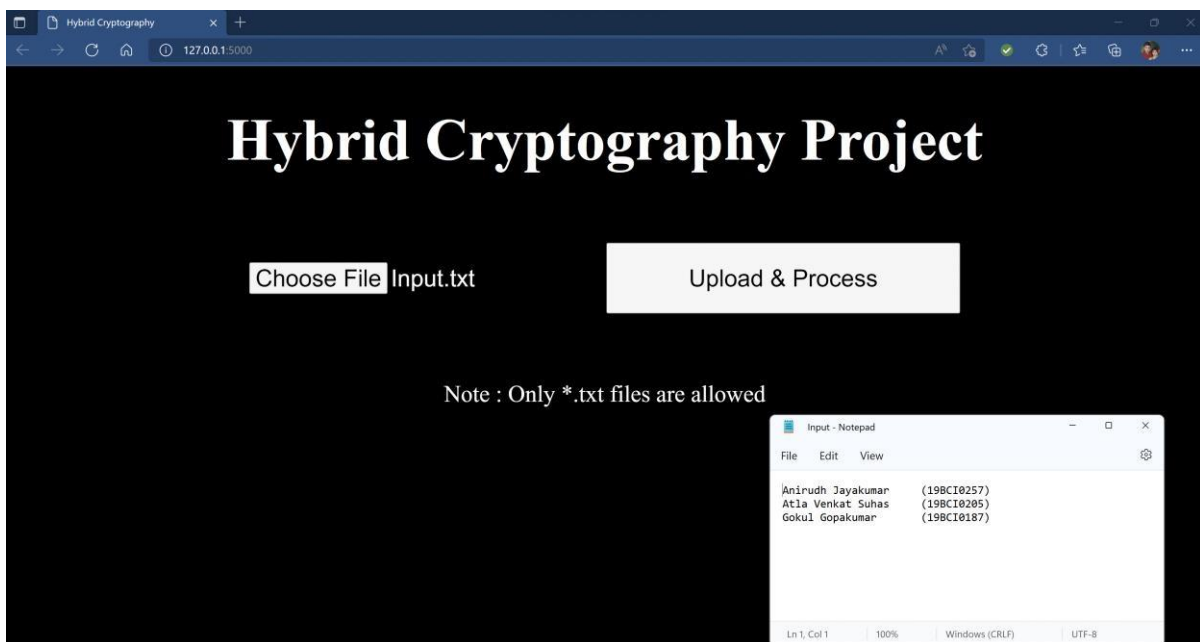 Hybrid Cryptography
127.0.0.1:5000
Hybrid Cryptography Project
Choose File Input.txt
Upload & Process
Note : Only *.txt files are allowed
Input - Notepad
File Edit View
Anirudh Jayakumar (19BCI0257)
Atla Venkat Suhas (19BCI0205)
Gokul Gopakumar (19BCI0187)
Ln 1, Col 1 100% Windows (CRLF) UTF-8